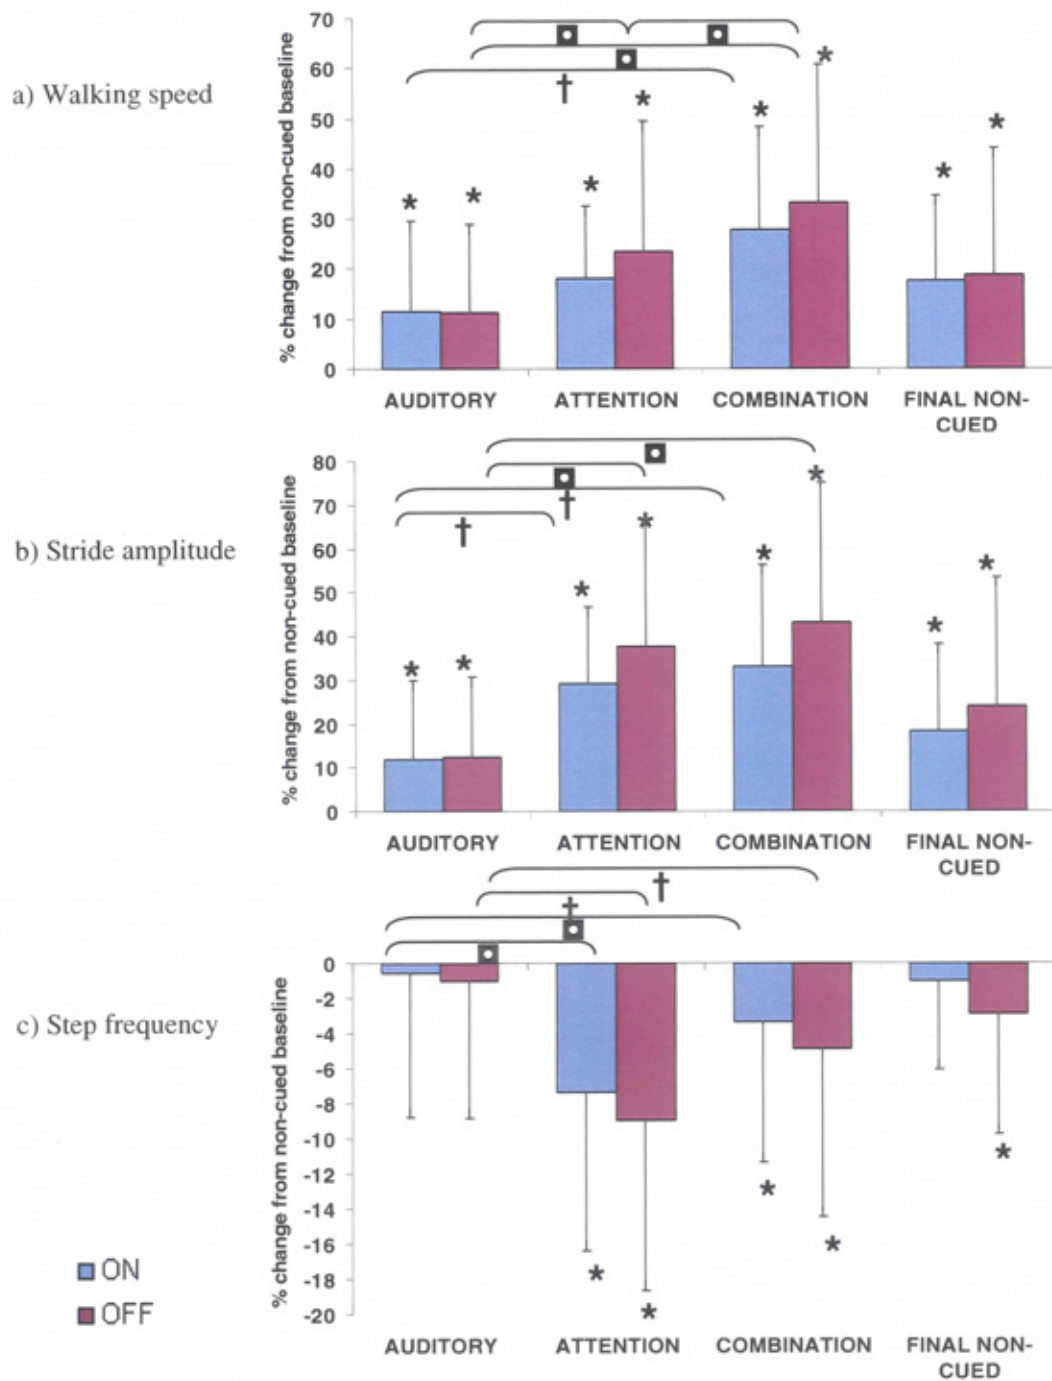 a) Walking speed
% change from non-cued baseline
70
60
50
40
30
20
10
0
* * * * * * * *
†
AUDITORY ATTENTION COMBINATION FINAL NON-
CUED
b) Stride amplitude
% change from non-cued baseline
80
70
60
50
40
30
20
10
0
* * * * * * * *
† †
AUDITORY ATTENTION COMBINATION FINAL NON-
CUED
c) Step frequency
% change from non-cued baseline
† †
0
-2
-4
-6
-8
-10
-12
-14
-16
-18
-20
* * * * *
AUDITORY ATTENTION COMBINATION FINAL NON-
CUED
ON
OFF